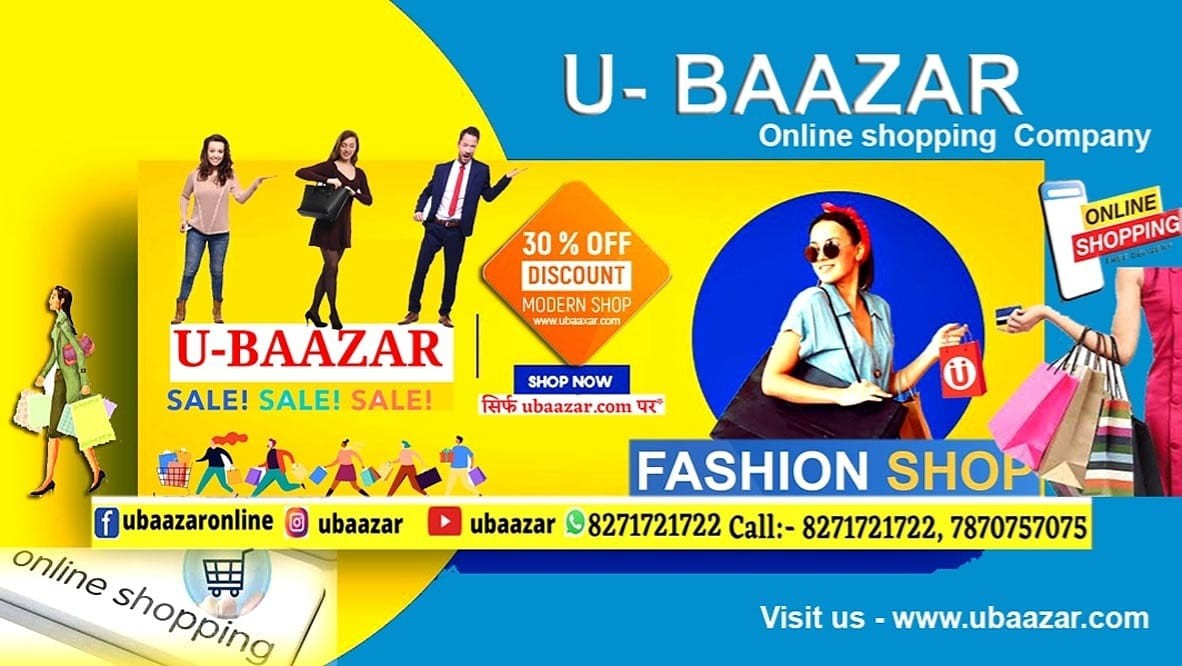 U- BAAZAR
Online shopping Company
ONLINE
SHOPPING
30 % OFF
DISCOUNT
MODERN SHOP
www.ubaaxar.com
U-BAAZAR
SALE! SALE! SALE!
SHOP NOW
सिर्फ ubaazar.com पर*
U
FASHION SHOP
ubaazaronline ubaazar ubaazar 8271721722 Call:- 8271721722, 7870757075
online shopping
Visit us - www.ubaazar.com